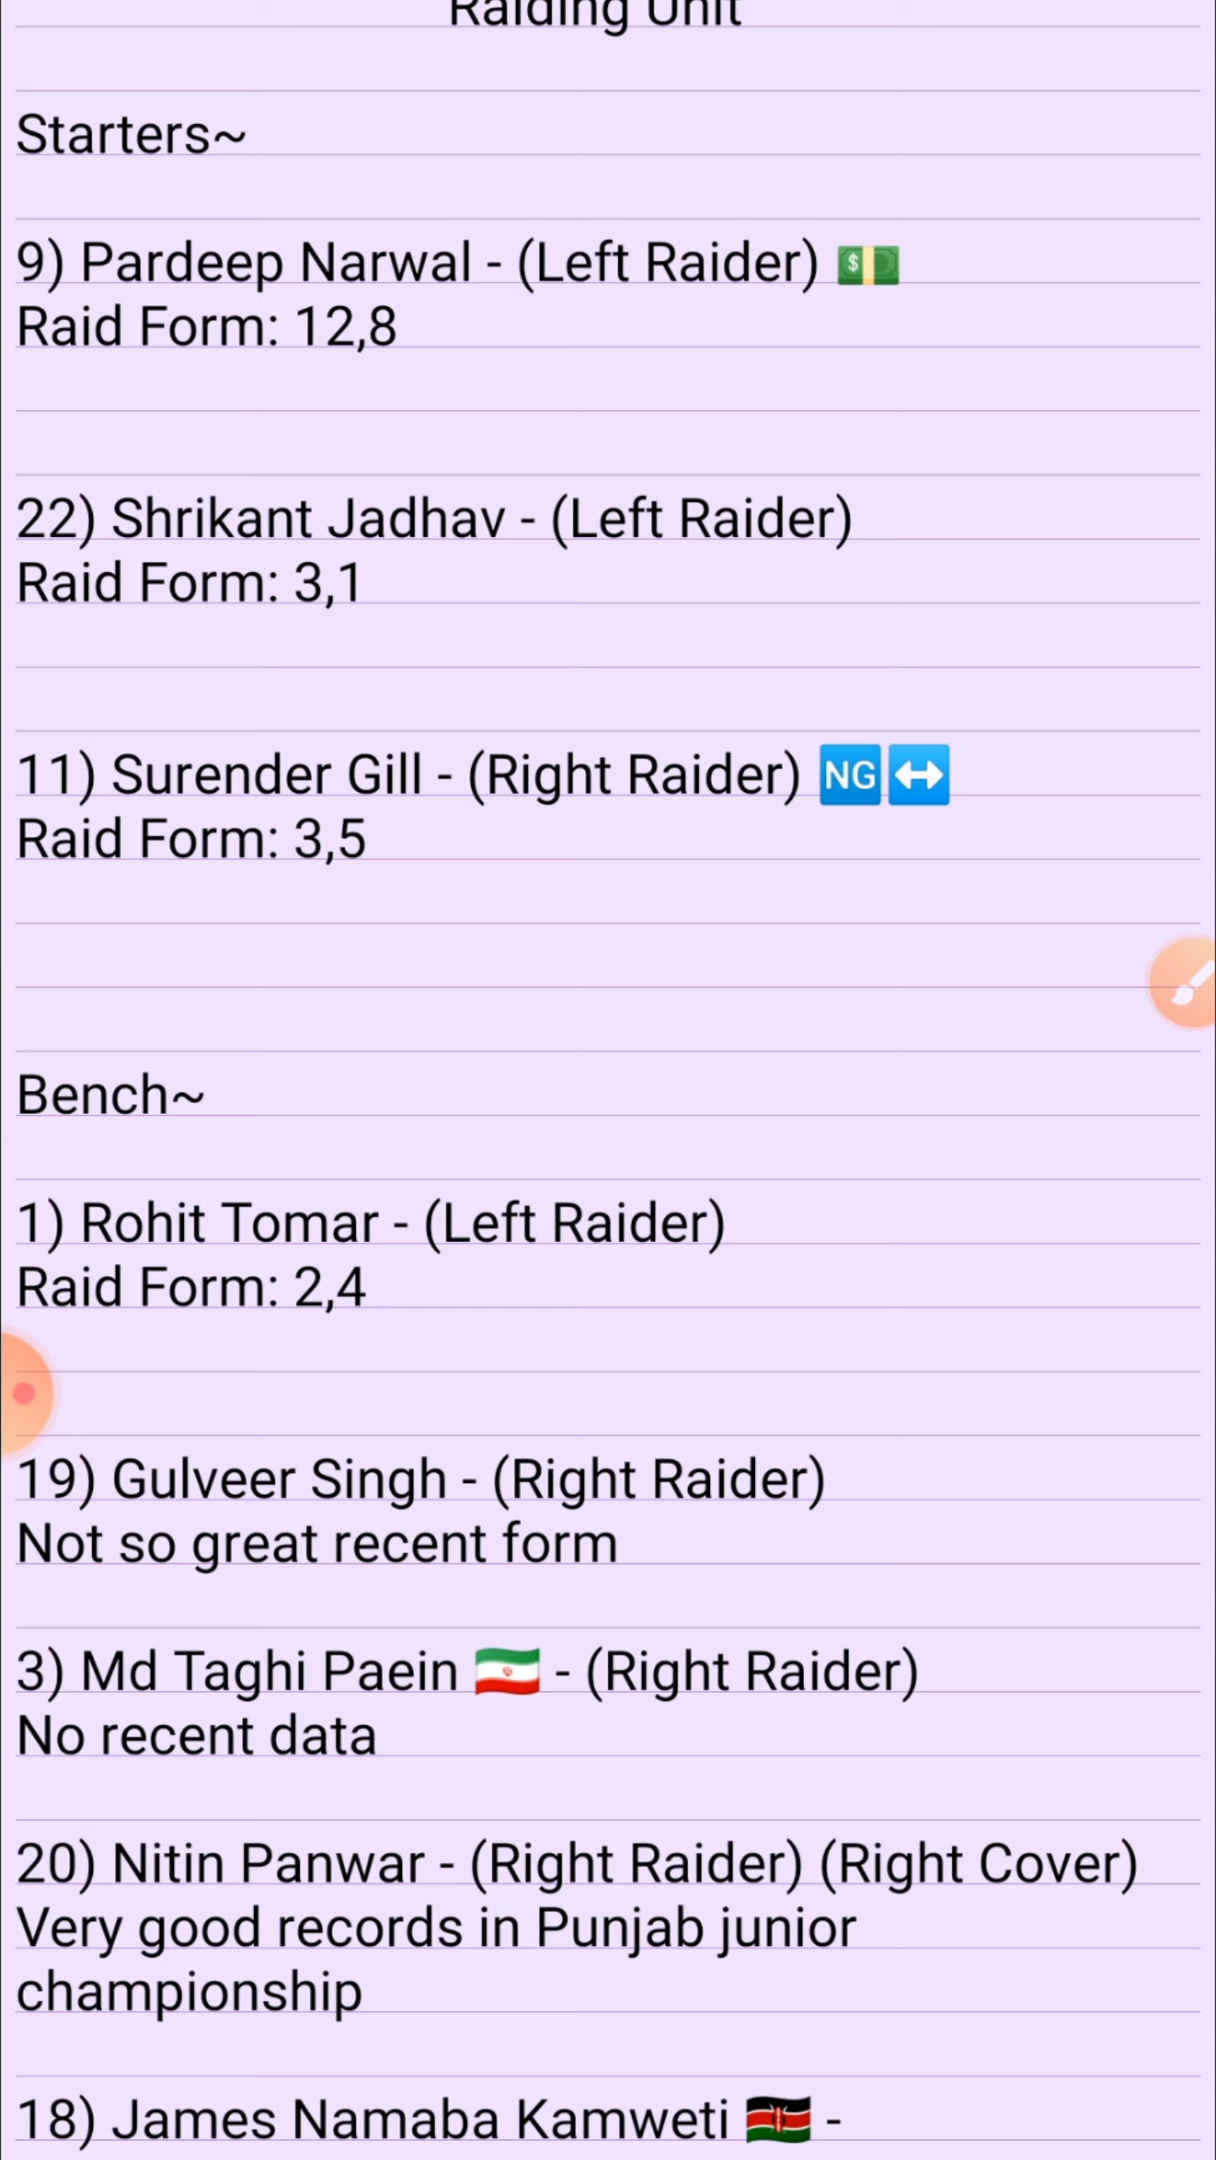 Raiding Unit
Starters~
9) Pardeep Narwal - (Left Raider) 💵
Raid Form: 12,8
22) Shrikant Jadhav - (Left Raider)
Raid Form: 3,1
11) Surender Gill - (Right Raider) 🆖↔️
Raid Form: 3,5
Bench~
1) Rohit Tomar - (Left Raider)
Raid Form: 2,4
19) Gulveer Singh - (Right Raider)
Not so great recent form
3) Md Taghi Paein 🇮🇷 - (Right Raider)
No recent data
20) Nitin Panwar - (Right Raider) (Right Cover)
Very good records in Punjab junior
championship
18) James Namaba Kamweti 🇰🇪 -